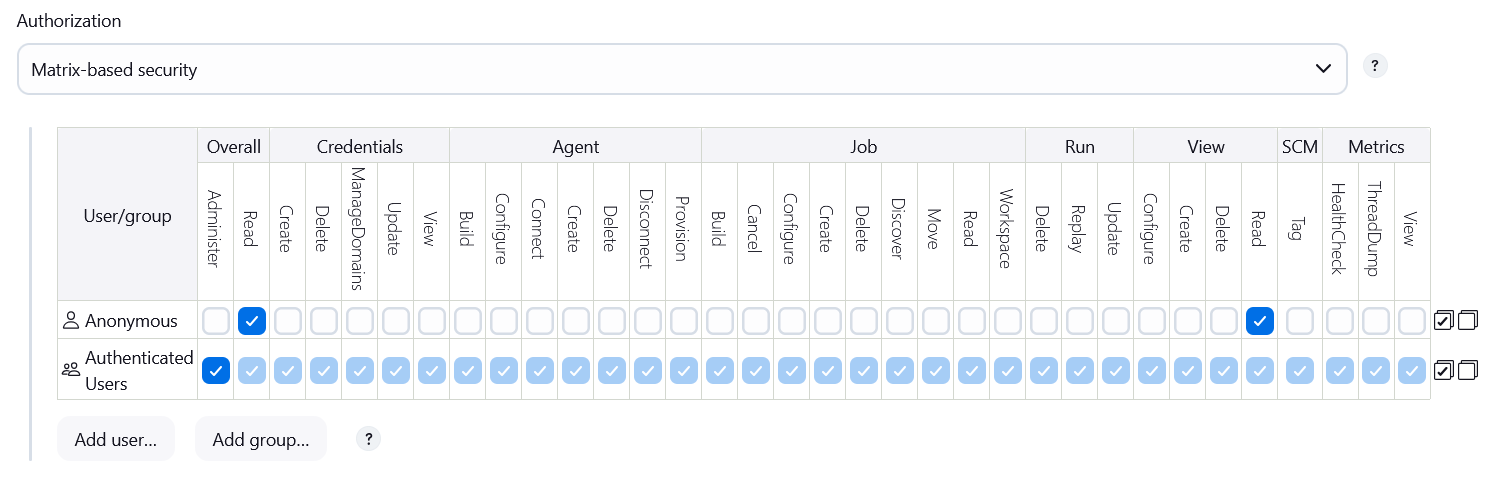 Authorization
Matrix-based security
?
User/group
Overall
Credentials
Agent
Job
Run
View
SCM
Metrics
Administer
Read
Create
Delete
ManageDomains
Update
View
Build
Configure
Connect
Create
Delete
Disconnect
Provision
Build
Cancel
Configure
Create
Delete
Discover
Move
Read
Workspace
Delete
Replay
Update
Configure
Create
Delete
Read
Tag
HealthCheck
ThreadDump
View
Anonymous
Authenticated
Users
Add user...
Add group...
?